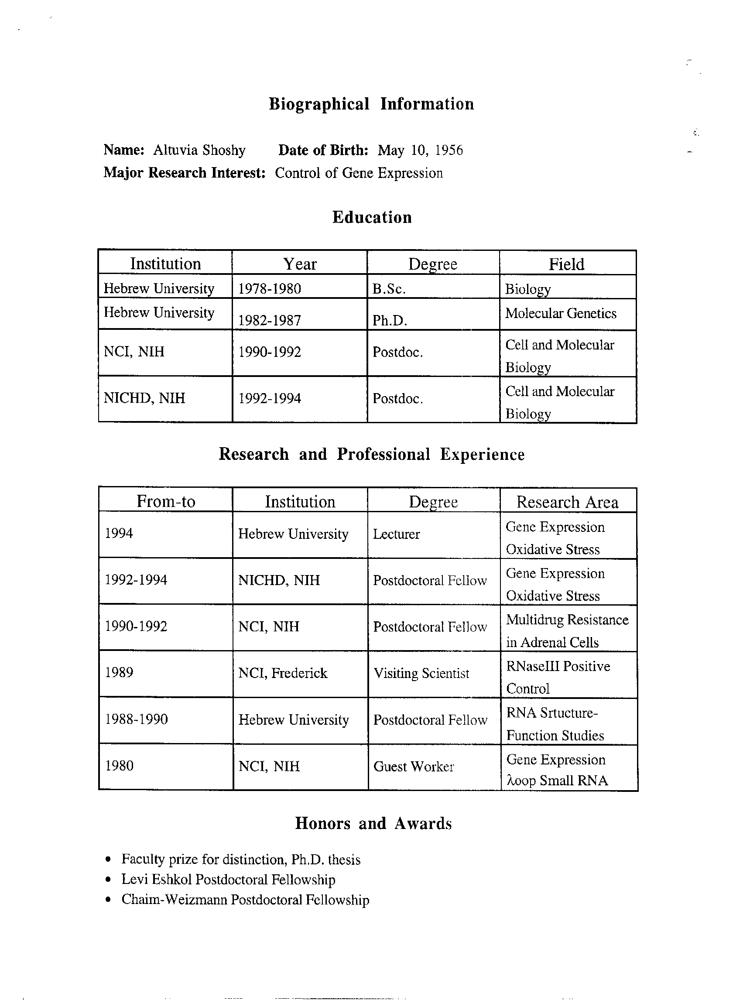 Biographical Information
Name: Altuvia Shoshy Date of Birth: May 10, 1956
Major Research Interest: Control of Gene Expression
Education
Institution Year Degree Field
Hebrew University 1978-1980 B.Sc. Biology
Hebrew University 1982-1987 Ph.D. Molecular Genetics
NCI, NIH 1990-1992 Postdoc. Cell and Molecular
Biology
NICHD, NIH 1992-1994 Postdoc. Cell and Molecular
Biology
Research and Professional Experience
From-to Institution Degree Research Area
1994 Hebrew University Lecturer Gene Expression
Oxidative Stress
1992-1994 NICHD, NIH Postdoctoral Fellow Gene Expression
Oxidative Stress
1990-1992 NCI, NIH Postdoctoral Fellow Multidrug Resistance
in Adrenal Cells
1989 NCI, Frederick Visiting Scientist RNaseIII Positive
Control
1988-1990 Hebrew University Postdoctoral Fellow RNA Srtucture-
Function Studies
1980 NCI, NIH Guest Worker Gene Expression
λoop Small RNA
Honors and Awards
• Faculty prize for distinction, Ph.D. thesis
• Levi Eshkol Postdoctoral Fellowship
• Chaim-Weizmann Postdoctoral Fellowship